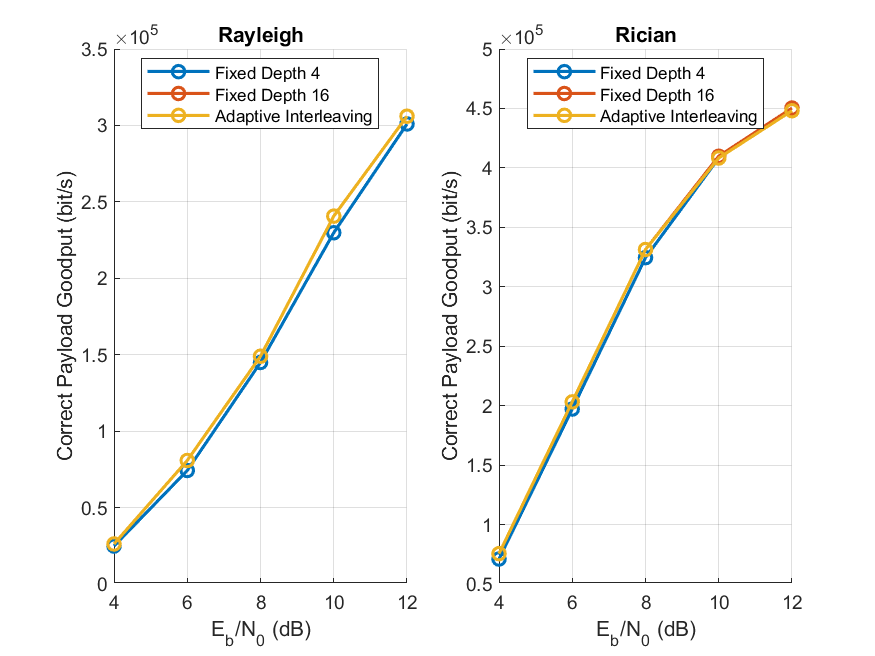 ×10^5
Rayleigh
Fixed Depth 4
Fixed Depth 16
Adaptive Interleaving
3.5
3
2.5
2
1.5
1
0.5
0
Correct Payload Goodput (bit/s)
4 6 8 10 12
E_b/N_0 (dB)
×10^5
Rician
Fixed Depth 4
Fixed Depth 16
Adaptive Interleaving
5
4.5
4
3.5
3
2.5
2
1.5
1
0.5
Correct Payload Goodput (bit/s)
4 6 8 10 12
E_b/N_0 (dB)